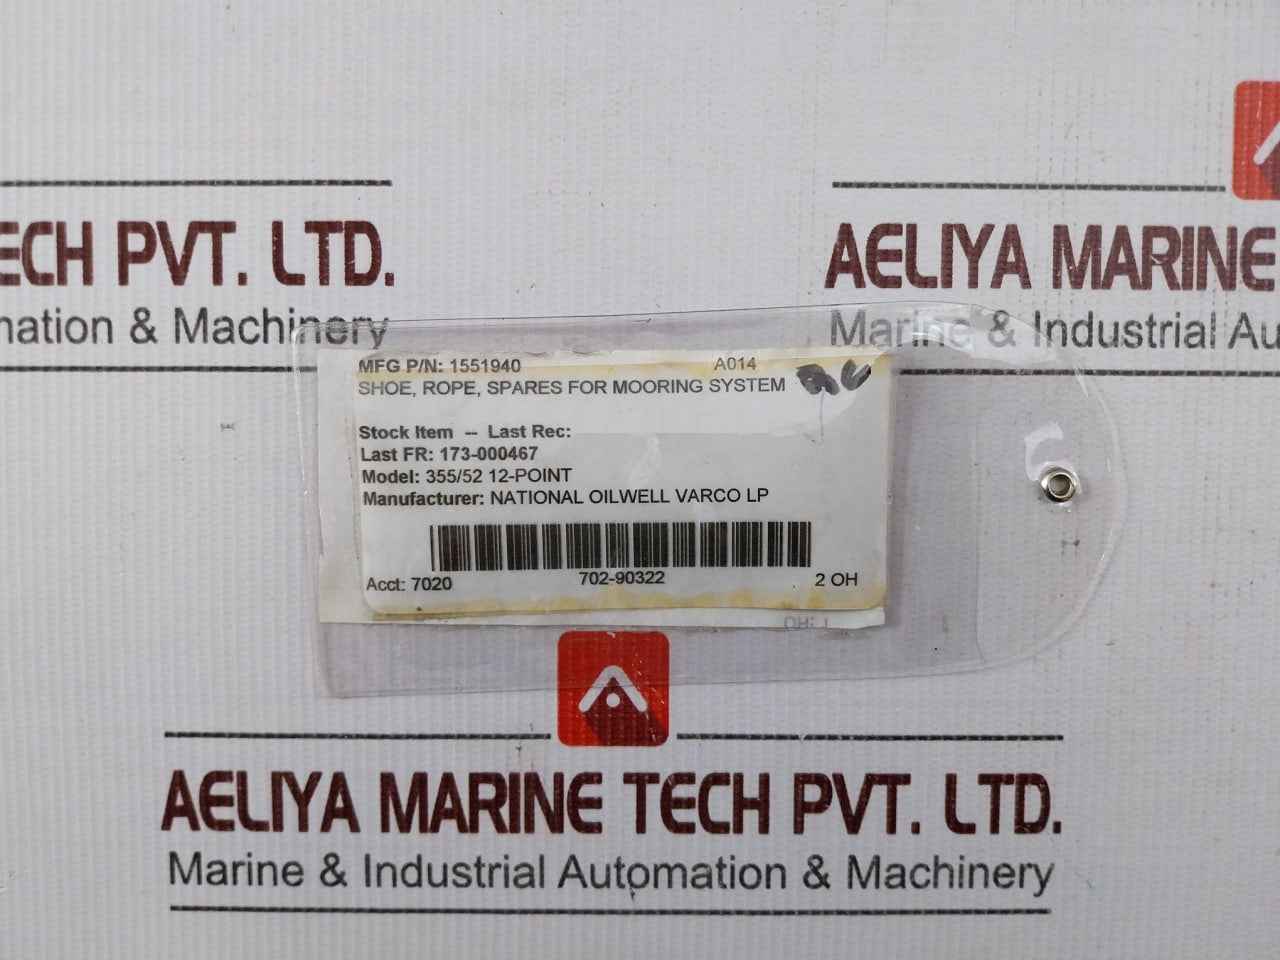 ECH PVT. LTD.
mation & Machinery
AELIYA MARINE
Marine & Industrial Au
MFG P/N: 1551940 A014
SHOE, ROPE, SPARES FOR MOORING SYSTEM
Stock Item -- Last Rec:
Last FR: 173-000467
Model: 355/52 12-POINT
Manufacturer: NATIONAL OILWELL VARCO LP
702-90322
Acct: 7020 2 OH
AELIYA MARINE TECH PVT. LTD.
Marine & Industrial Automation & Machinery